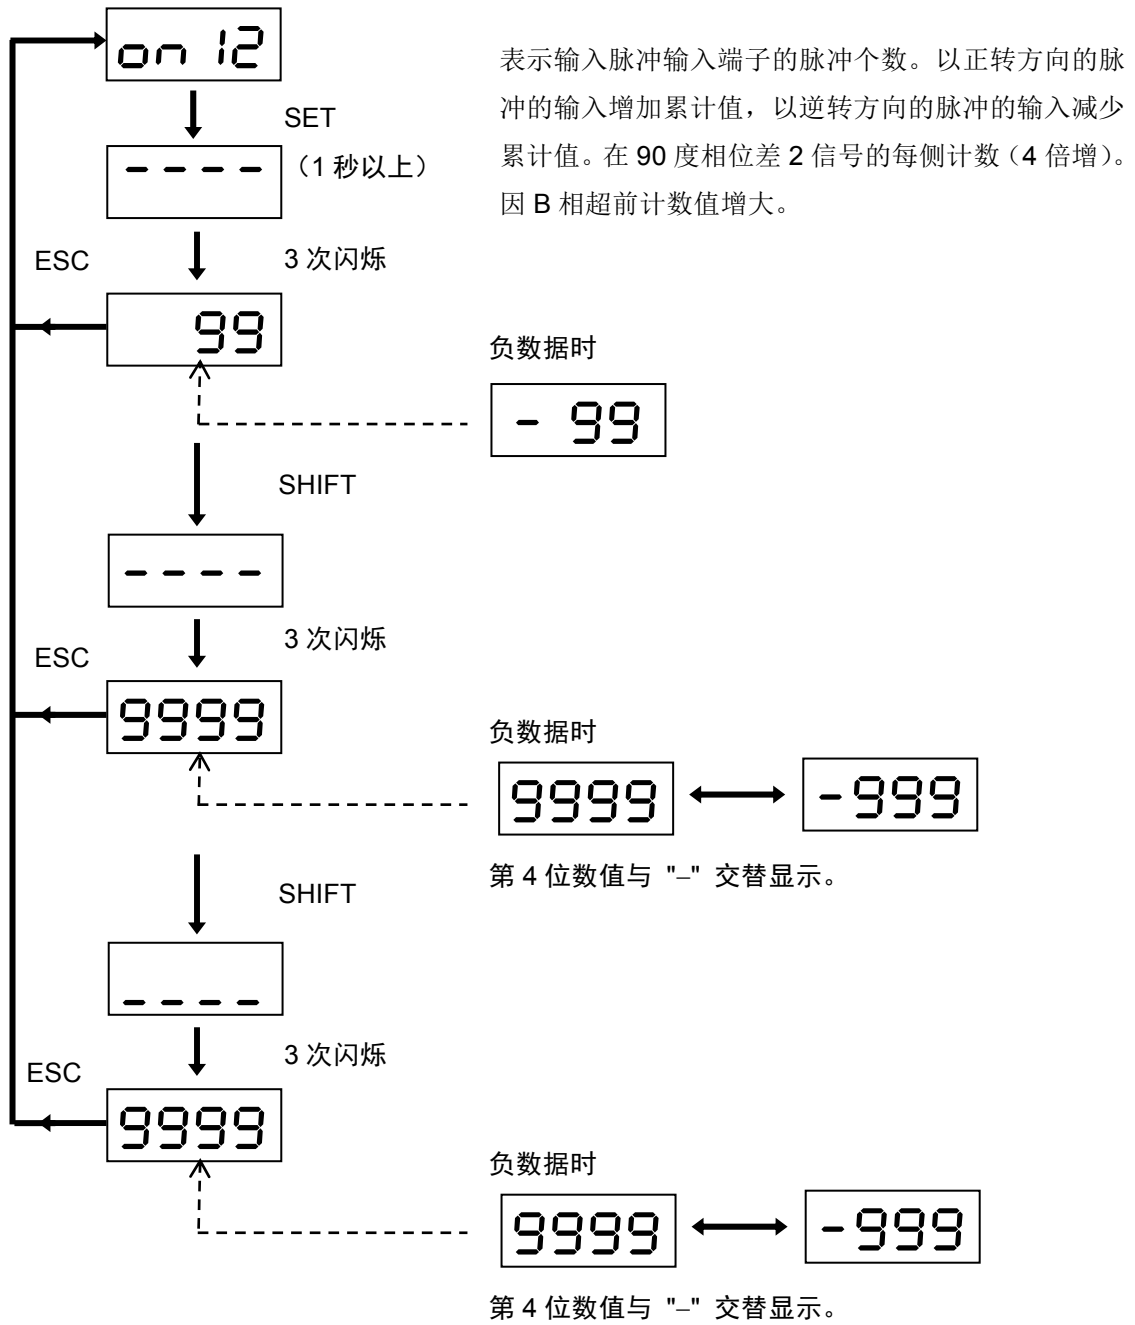 on 12
表示输入脉冲输入端子的脉冲个数。以正转方向的脉
冲的输入增加累计值，以逆转方向的脉冲的输入减少
累计值。在 90 度相位差 2 信号的每侧计数（4 倍增）。
因 B 相超前计数值增大。
SET
（1 秒以上）
- - - -
3 次闪烁
ESC
99
负数据时
- 99
SHIFT
- - - -
3 次闪烁
ESC
9999
负数据时
9999
-999
第 4 位数值与 "–" 交替显示。
SHIFT
_ _ _ _
3 次闪烁
ESC
9999
负数据时
9999
-999
第 4 位数值与 "–" 交替显示。